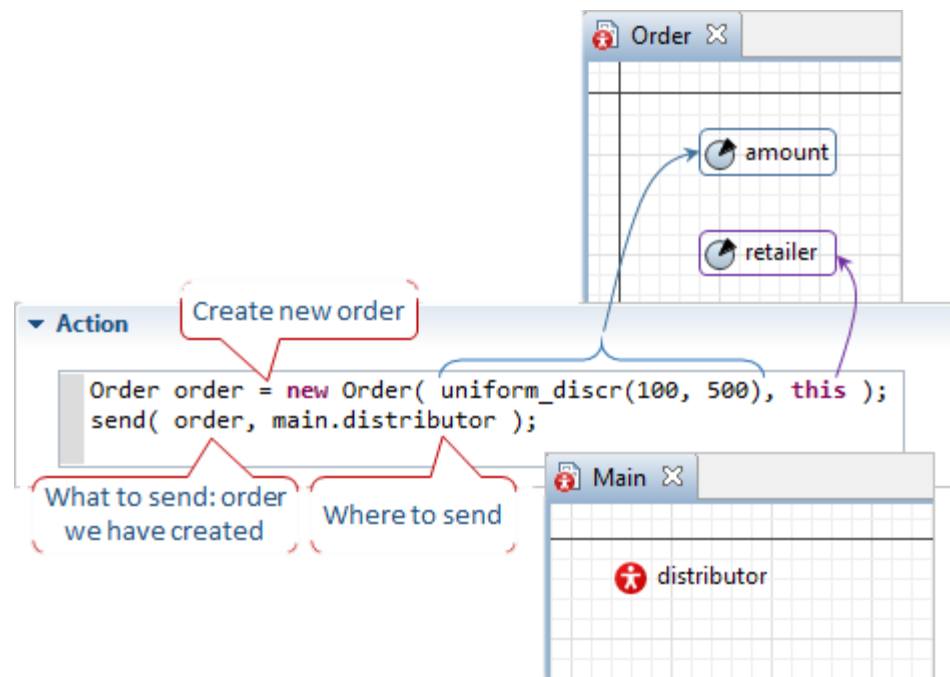 Order
amount
retailer
Create new order
Action
Order order = new Order( uniform_discr(100, 500), this );
send( order, main.distributor );
What to send: order
we have created
Where to send
Main
distributor